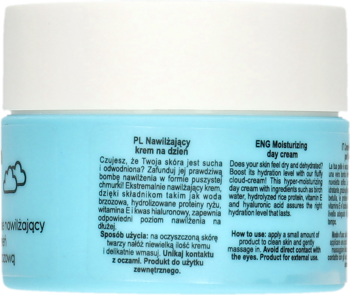 nawilżający
PL Nawilżający
krem na dzień
Czujesz, że Twoja skóra jest sucha
i odwodniona? Zafunduj jej prawdziwą
bombę nawilżenia w formie puszystej
chmurki! Ekstremalnie nawilżający krem,
dzięki składnikom takim jak woda
brzozowa, hydrolizowane proteiny ryżu,
witamina E i kwas hialuronowy, zapewnia
odpowiedni poziom nawilżenia na
dłużej.
Sposób użycia: na oczyszczoną skórę
twarzy nałóż niewielką ilość kremu
i delikatnie wmasuj. Unikaj kontaktu
z oczami. Produkt do użytku
zewnętrznego.
ENG Moisturizing
day cream
Does your skin feel dry and dehydrated?
Boost its hydration level with our fluffy
cloud-cream! This hyper-moisturizing
day cream with ingredients such as birch
water, hydrolyzed rice protein, vitamin E
and hyaluronic acid assures the right
hydration level that lasts.
How to use: apply a small amount of
product to clean skin and gently
massage in. Avoid direct contact with
the eyes. Product for external use.